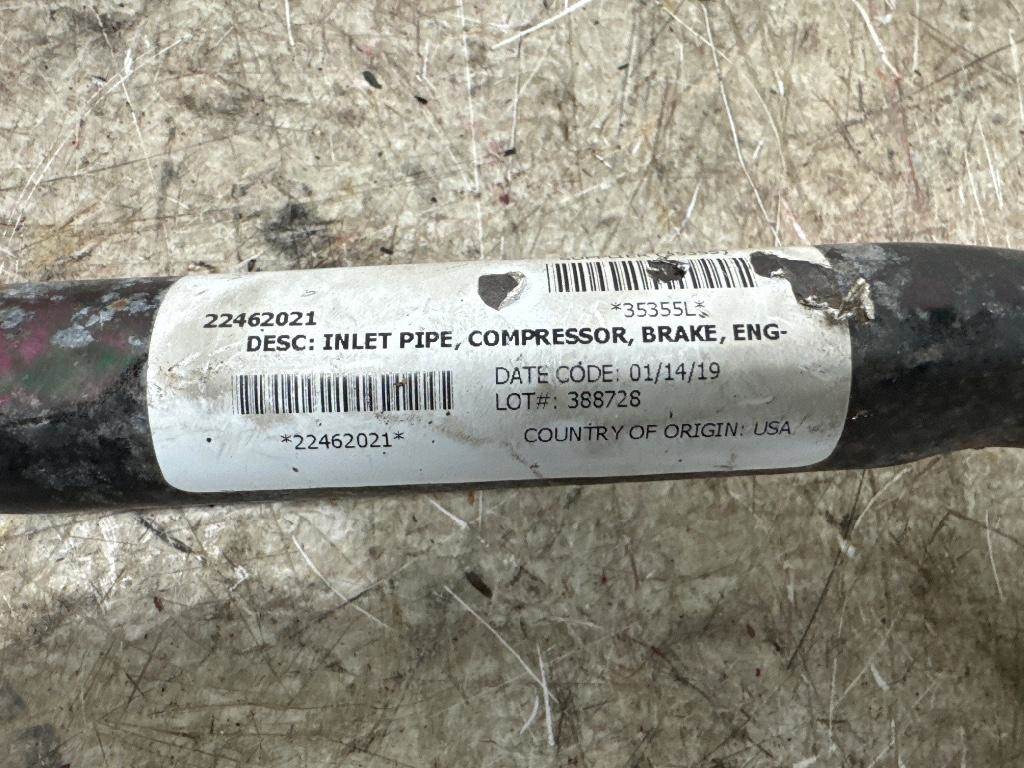 *35355L*
22462021
DESC: INLET PIPE, COMPRESSOR, BRAKE, ENG-
DATE CODE: 01/14/19
LOT#: 388728
*22462021*
COUNTRY OF ORIGIN: USA